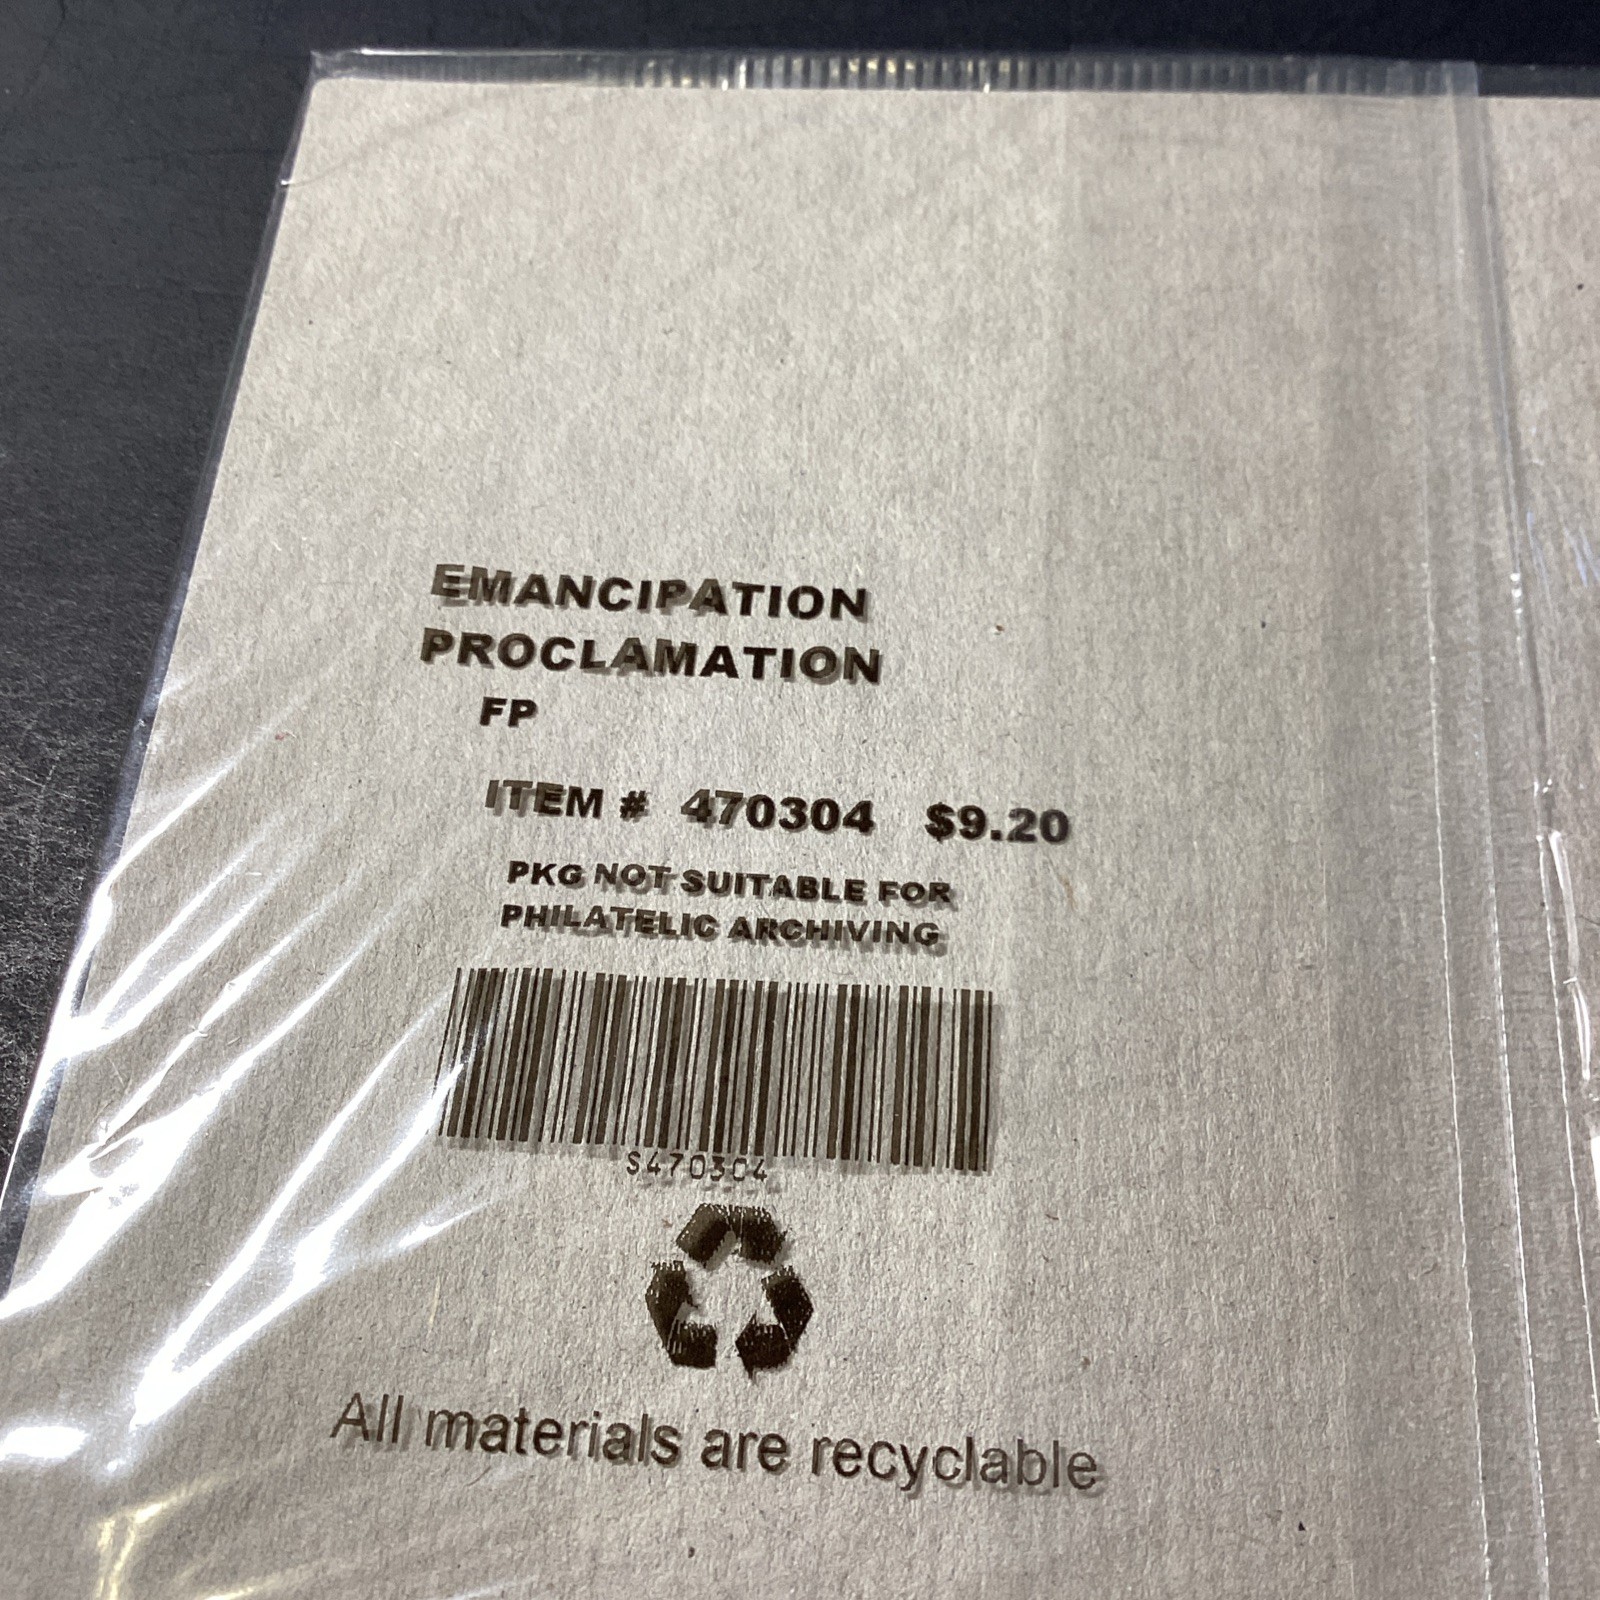 EMANCIPATION
PROCLAMATION
FP
ITEM # 470304 $9.20
PKG NOT SUITABLE FOR
PHILATELIC ARCHIVING
S470304
All materials are recyclable